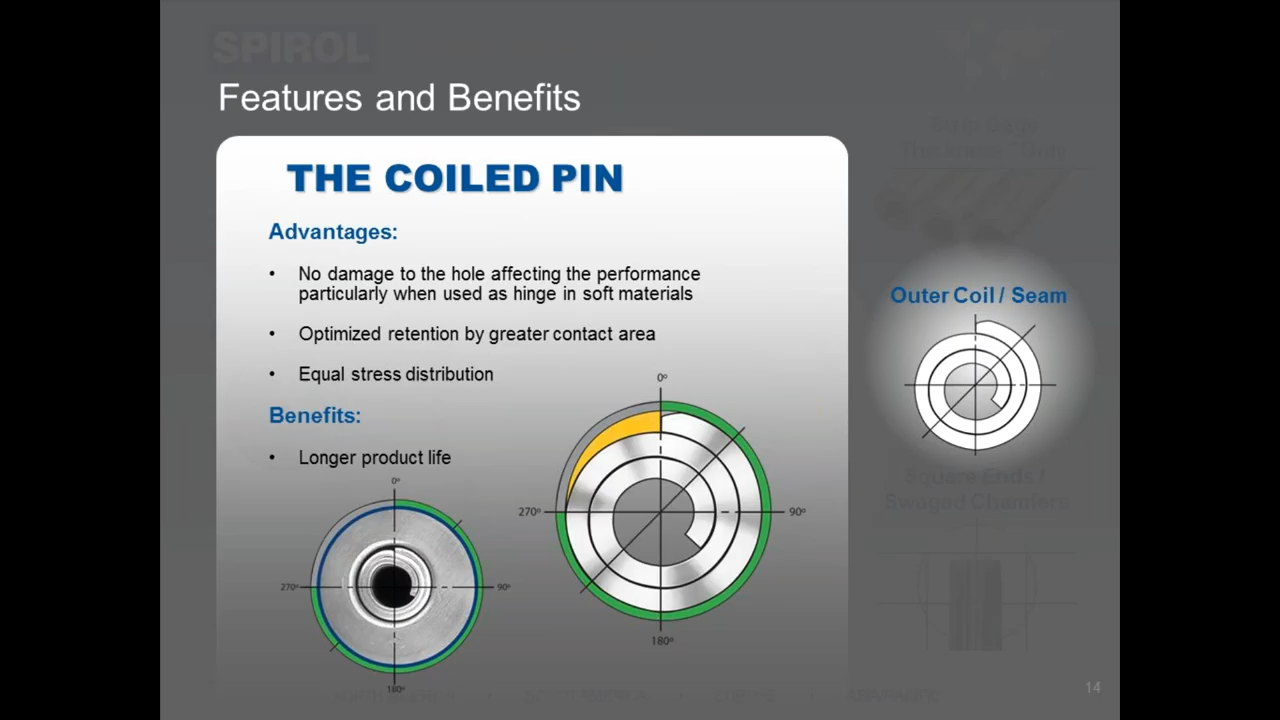 SPIROL
Features and Benefits
THE COILED PIN
Advantages:
• No damage to the hole affecting the performance
particularly when used as hinge in soft materials
• Optimized retention by greater contact area
• Equal stress distribution
Benefits:
• Longer product life
0º
270º
90º
180º
0º
270º
90º
180º
Outer Coil / Seam
Square Ends /
Swaged Chamfers
14